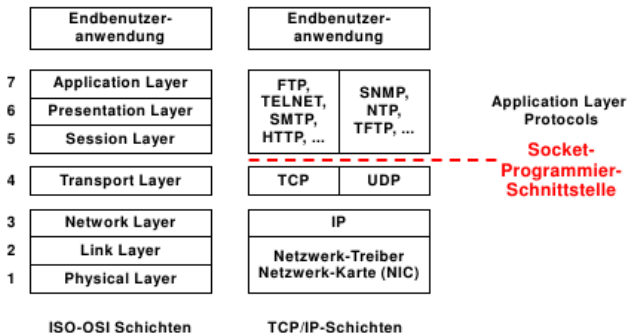 Endbenutzer-
anwendung
7 Application Layer
6 Presentation Layer
5 Session Layer
4 Transport Layer
3 Network Layer
2 Link Layer
1 Physical Layer
ISO-OSI Schichten
Endbenutzer-
anwendung
FTP,
TELNET,
SMTP,
HTTP, ...
SNMP,
NTP,
TFTP, ...
TCP
UDP
IP
Netzwerk-Treiber
Netzwerk-Karte (NIC)
TCP/IP-Schichten
Application Layer
Protocols
Socket-
Programmier-
Schnittstelle